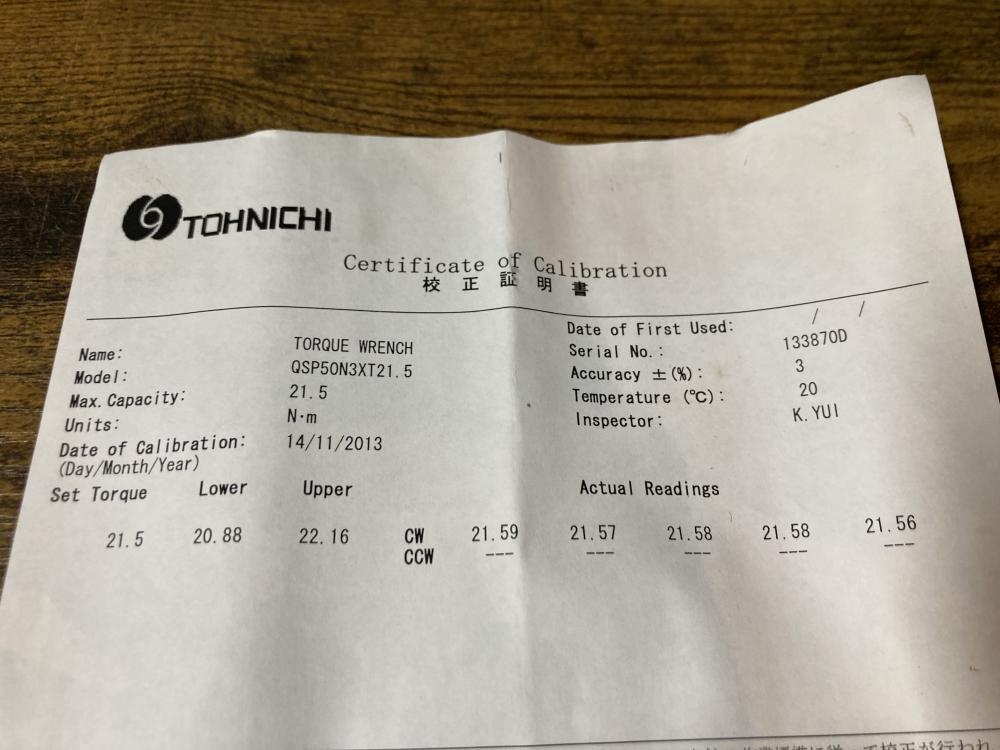 TOHNICHI
Certificate of Calibration
校正証明書
Name: TORQUE WRENCH
Model: QSP50N3XT21.5
Max. Capacity: 21.5
Units: N·m
Date of Calibration: 14/11/2013
(Day/Month/Year)
Date of First Used: / /
Serial No.: 133870D
Accuracy ±(%): 3
Temperature (℃): 20
Inspector: K. YUI
Set Torque Lower Upper Actual Readings
21.5 20.88 22.16 CW 21.59 21.57 21.58 21.58 21.56
CCW --- --- --- --- ---